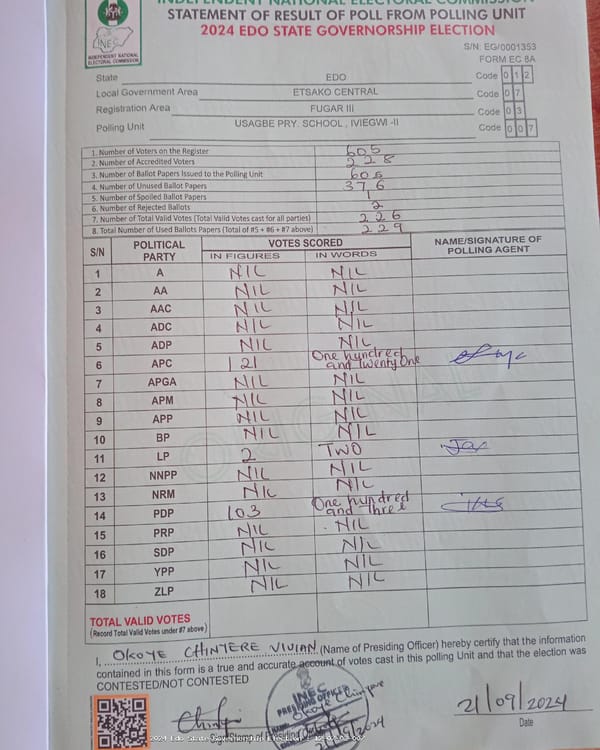 INDEPENDENT NATIONAL ELECTORAL COMMISSION
STATEMENT OF RESULT OF POLL FROM POLLING UNIT
2024 EDO STATE GOVERNORSHIP ELECTION
INEC
INDEPENDENT NATIONAL
ELECTORAL COMMISSION
S/N: EG/0001353
FORM EC 8A
State EDO Code 0 1 2
Local Government Area ETSAKO CENTRAL Code 0 7
Registration Area FUGAR III Code 0 3
Polling Unit USAGBE PRY. SCHOOL , IVIEGWI -II Code 0 0 7
1. Number of Voters on the Register 605
2. Number of Accredited Voters 228
3. Number of Ballot Papers Issued to the Polling Unit 605
4. Number of Unused Ballot Papers 376
5. Number of Spoiled Ballot Papers 1
6. Number of Rejected Ballots 2
7. Number of Total Valid Votes (Total Valid Votes cast for all parties) 226
8. Total Number of Used Ballots Papers (Total of #5 + #6 + #7 above) 229
S/N POLITICAL PARTY VOTES SCORED NAME/SIGNATURE OF POLLING AGENT
IN FIGURES IN WORDS
1 A NIL NIL
2 AA NIL NIL
3 AAC NIL NIL
4 ADC NIL NIL
5 ADP NIL NIL
6 APC 121 One hundred and twenty one
7 APGA NIL NIL
8 APM NIL NIL
9 APP NIL NIL
10 BP NIL NIL
11 LP 2 TWO
12 NNPP NIL NIL
13 NRM NIL NIL
14 PDP 103 One hundred and three
15 PRP NIL NIL
16 SDP NIL NIL
17 YPP NIL NIL
18 ZLP NIL NIL
TOTAL VALID VOTES
(Record Total Valid Votes under #7 above)
I, OKOYE CHINYERE VIVIAN (Name of Presiding Officer) hereby certify that the information
contained in this form is a true and accurate account of votes cast in this polling Unit and that the election was
CONTESTED/NOT CONTESTED
INEC
PRESIDING OFFICER
Okoye Chinyere
21/09/2024
Date
2024 Edo State Governorship Election